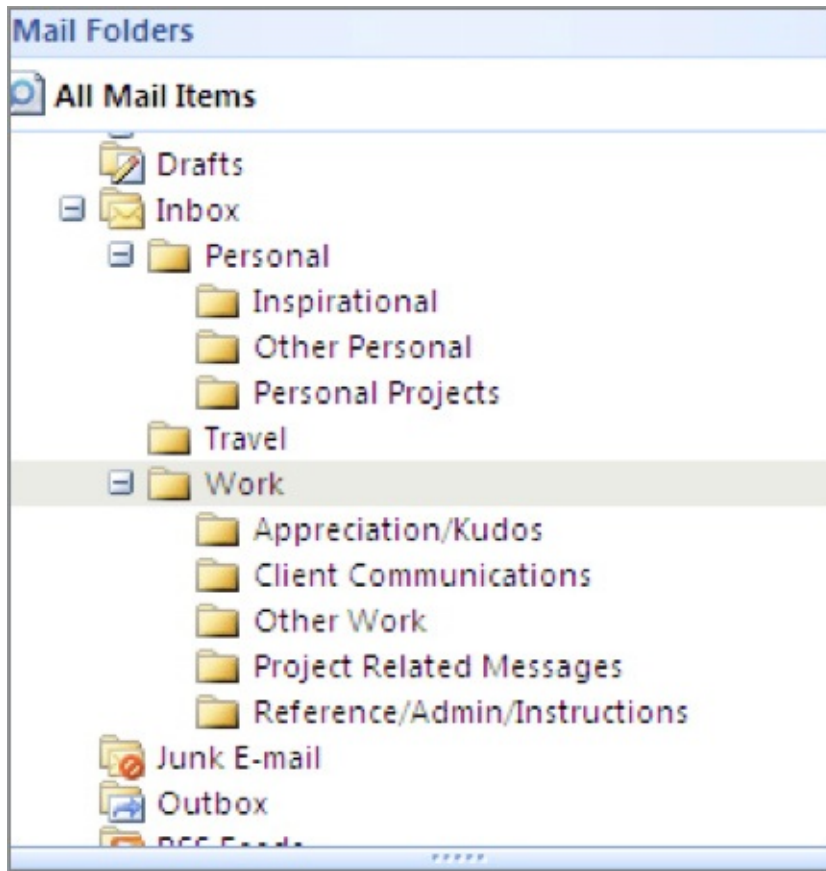 Mail Folders
All Mail Items
Drafts
Inbox
Personal
Inspirational
Other Personal
Personal Projects
Travel
Work
Appreciation/Kudos
Client Communications
Other Work
Project Related Messages
Reference/Admin/Instructions
Junk E-mail
Outbox